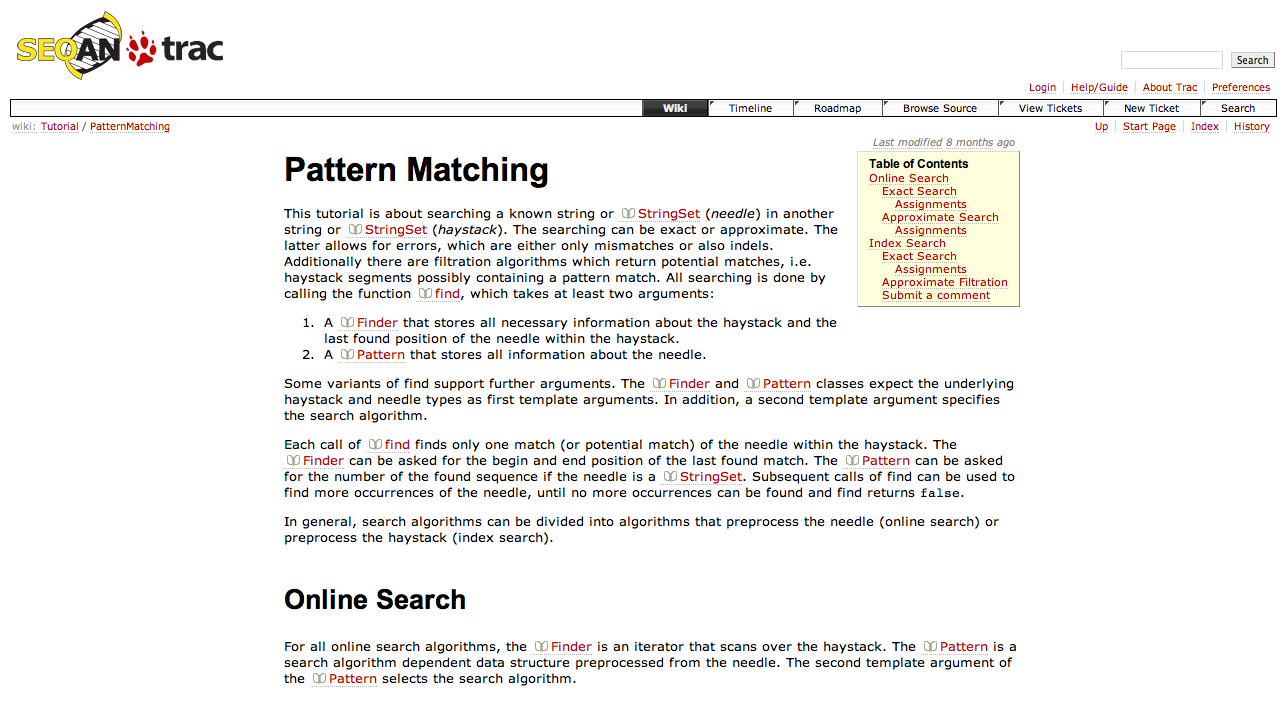 SEQAN trac
Search
Login Help/Guide About Trac Preferences
Wiki Timeline Roadmap Browse Source View Tickets New Ticket Search
wiki: Tutorial / PatternMatching
Up Start Page Index History
Last modified 8 months ago
Pattern Matching
Table of Contents
Online Search
Exact Search
Assignments
Approximate Search
Assignments
Index Search
Exact Search
Assignments
Approximate Filtration
Submit a comment
This tutorial is about searching a known string or StringSet (needle) in another
string or StringSet (haystack). The searching can be exact or approximate. The
latter allows for errors, which are either only mismatches or also indels.
Additionally there are filtration algorithms which return potential matches, i.e.
haystack segments possibly containing a pattern match. All searching is done by
calling the function find, which takes at least two arguments:
1. A Finder that stores all necessary information about the haystack and the
last found position of the needle within the haystack.
2. A Pattern that stores all information about the needle.
Some variants of find support further arguments. The Finder and Pattern classes expect the underlying
haystack and needle types as first template arguments. In addition, a second template argument specifies
the search algorithm.
Each call of find finds only one match (or potential match) of the needle within the haystack. The
Finder can be asked for the begin and end position of the last found match. The Pattern can be asked
for the number of the found sequence if the needle is a StringSet. Subsequent calls of find can be used to
find more occurrences of the needle, until no more occurrences can be found and find returns false.
In general, search algorithms can be divided into algorithms that preprocess the needle (online search) or
preprocess the haystack (index search).
Online Search
For all online search algorithms, the Finder is an iterator that scans over the haystack. The Pattern is a
search algorithm dependent data structure preprocessed from the needle. The second template argument of
the Pattern selects the search algorithm.